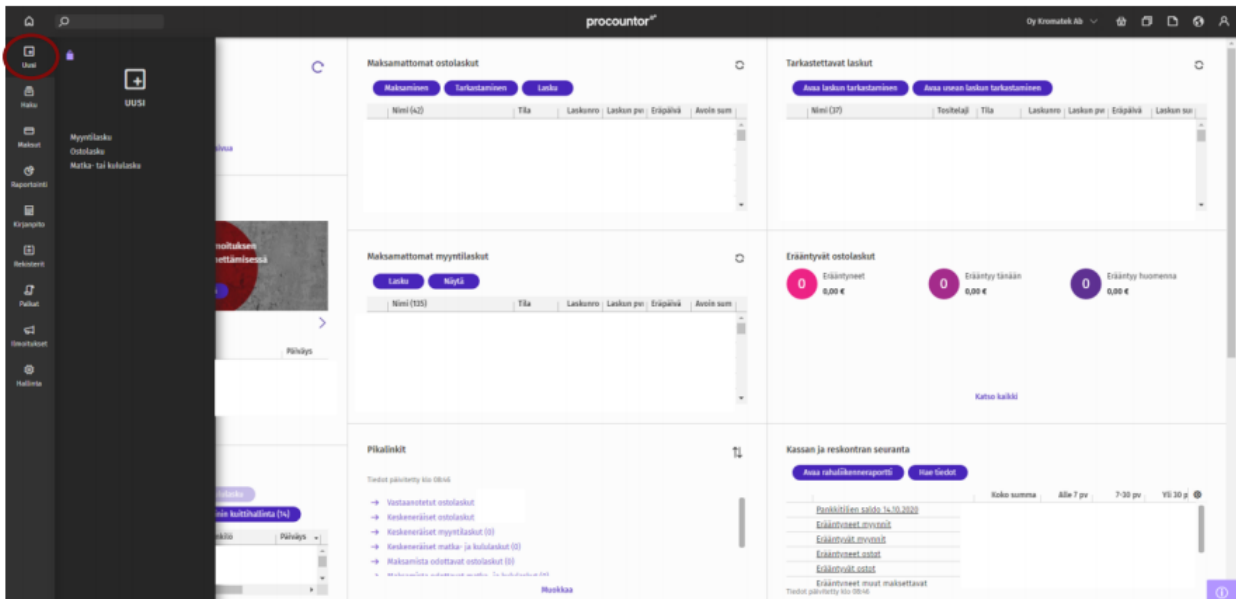 procountor
Oy Kromatek Ab
Uusi
Haku
Maksut
Raportointi
Kirjanpito
Rekisterit
Palkat
Ilmoitukset
Hallinta
UUSI
Myyntilasku
Ostolasku
Matka- tai kululasku
Päiväys
Päiväys
Maksamattomat ostolaskut
Maksaminen Tarkastaminen Lasku
Nimi (42) Tila Laskunro Laskun pvm Eräpäivä Avoin sum
Tarkastettavat laskut
Avaa laskun tarkastaminen Avaa usean laskun tarkastaminen
Nimi (37) Tositelaji Tila Laskunro Laskun pvm Eräpäivä Laskun su
Maksamattomat myyntilaskut
Lasku Näytä
Nimi (135) Tila Laskunro Laskun pvm Eräpäivä Avoin sum
Erääntyvät ostolaskut
0 Erääntyneet 0,00 €
0 Erääntyy tänään 0,00 €
0 Erääntyy huomenna 0,00 €
Katso kaikki
Pikalinkit
Tiedot päivitetty klo 08:46
Vastaanotetut ostolaskut
Keskeneräiset ostolaskut
Keskeneräiset myyntilaskut (0)
Keskeneräiset matka- ja kululaskut (0)
Maksamista odottavat ostolaskut (0)
Muokkaa
Kassan ja reskontran seuranta
Avaa rahaliikenneraportti Hae tiedot
Koko summa Alle 7 pv 7-30 pv Yli 30 p
Pankkitilien saldo 14.10.2020
Erääntyneet myynnit
Erääntyvät myynnit
Erääntyneet ostot
Erääntyvät ostot
Erääntyneet muut maksettavat
Tiedot päivitetty klo 08:46